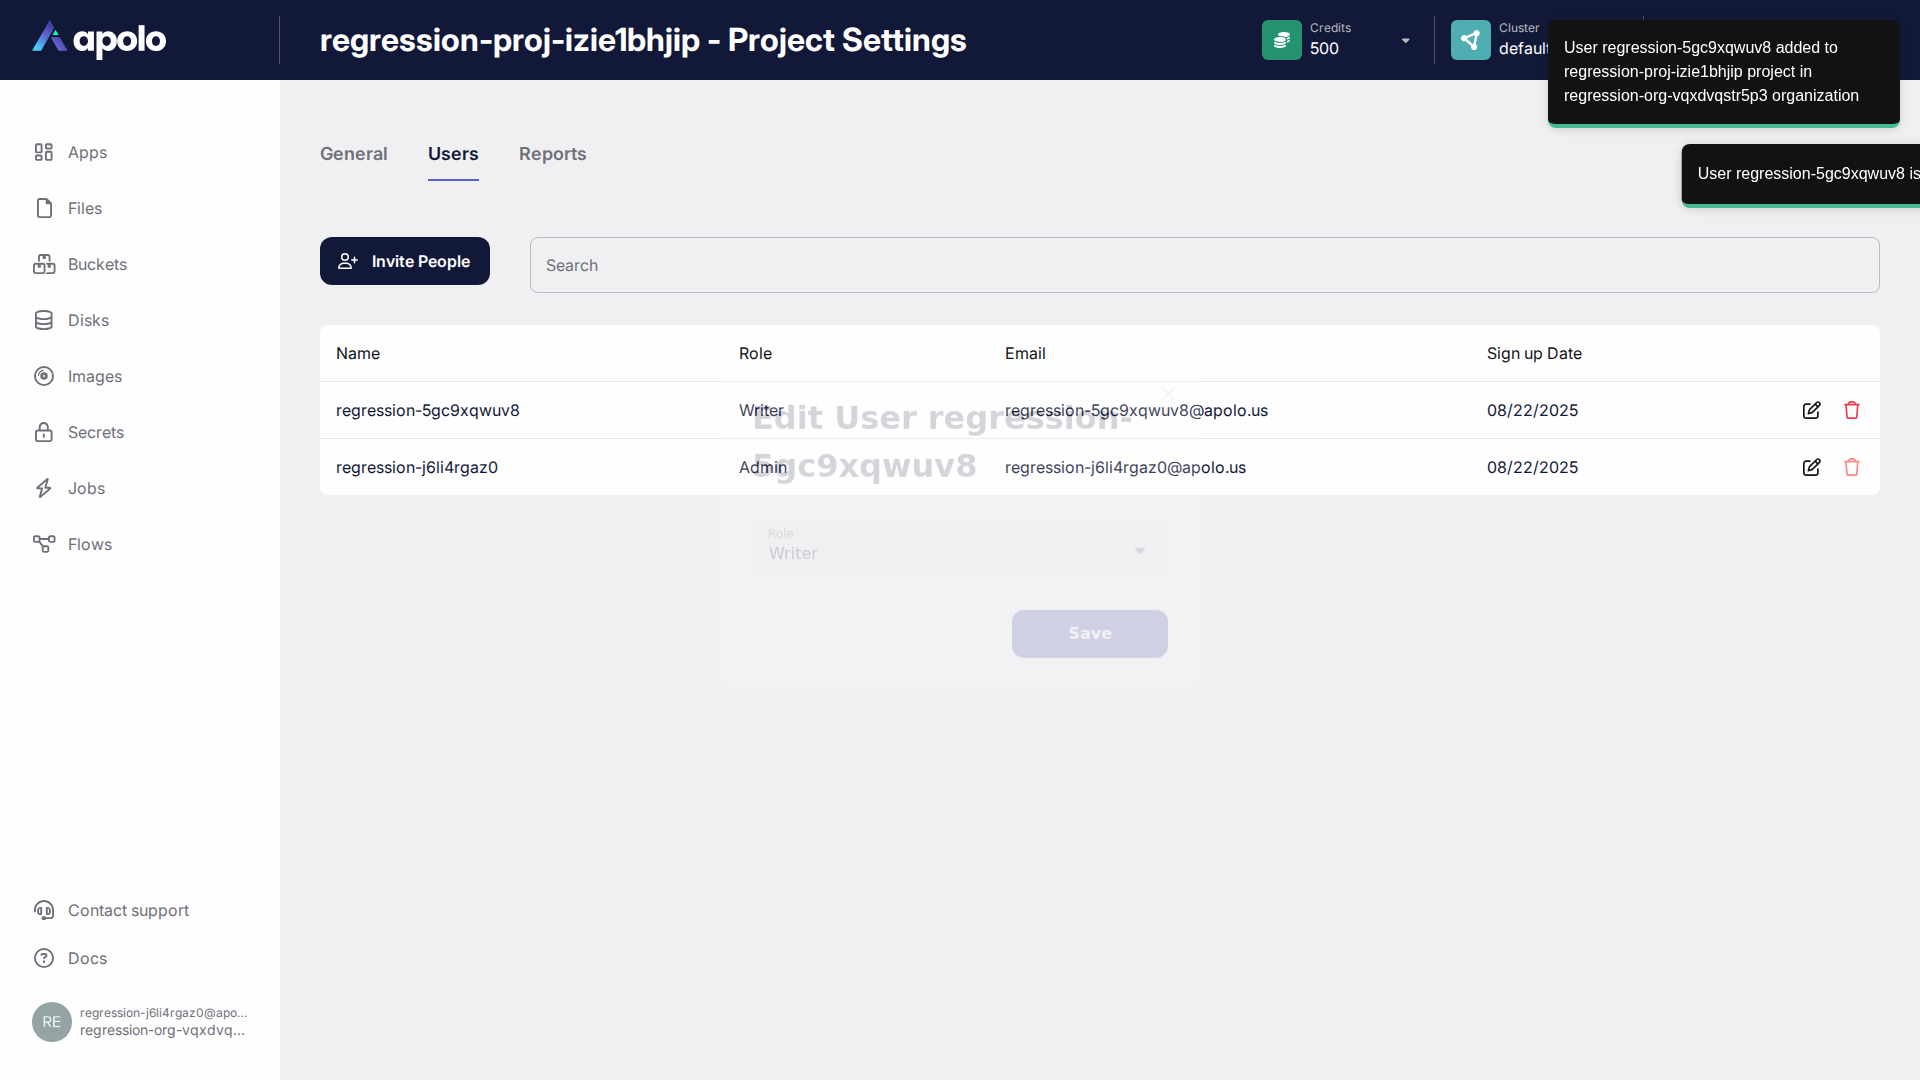 apolo
regression-proj-izie1bhjip - Project Settings
Credits
500
Cluster
default
User regression-5gc9xqwuv8 added to
regression-proj-izie1bhjip project in
regression-org-vqxdvqstr5p3 organization
User regression-5gc9xqwuv8 is
Apps
Files
Buckets
Disks
Images
Secrets
Jobs
Flows
General
Users
Reports
Invite People
Search
Name
Role
Email
Sign up Date
regression-5gc9xqwuv8
Writer
regression-5gc9xqwuv8@apolo.us
08/22/2025
regression-j6li4rgaz0
Admin
regression-j6li4rgaz0@apolo.us
08/22/2025
Edit User regression-
5gc9xqwuv8
Role
Writer
Save
Contact support
Docs
RE
regression-j6li4rgaz0@apo...
regression-org-vqxdvq...